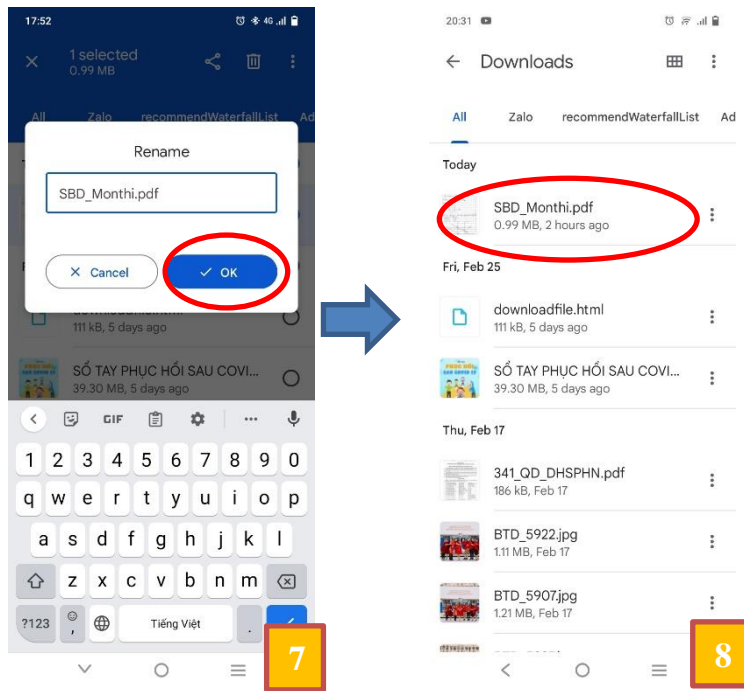 17:52
4G
1 selected
0.99 MB
All Zalo recommendWaterfallList Ad
Rename
SBD_Monthi.pdf
Cancel
OK
downloadfile.html
111 kB, 5 days ago
SỔ TAY PHỤC HỒI SAU COVI...
39.30 MB, 5 days ago
GIF
1 2 3 4 5 6 7 8 9 0
q w e r t y u i o p
a s d f g h j k l
z x c v b n m
?123 , Tiếng Việt .
7
20:31
Downloads
All Zalo recommendWaterfallList Ad
Today
SBD_Monthi.pdf
0.99 MB, 2 hours ago
Fri, Feb 25
downloadfile.html
111 kB, 5 days ago
SỔ TAY PHỤC HỒI SAU COVI...
39.30 MB, 5 days ago
Thu, Feb 17
341_QD_DHSPHN.pdf
186 kB, Feb 17
BTD_5922.jpg
1.11 MB, Feb 17
BTD_5907.jpg
1.21 MB, Feb 17
8